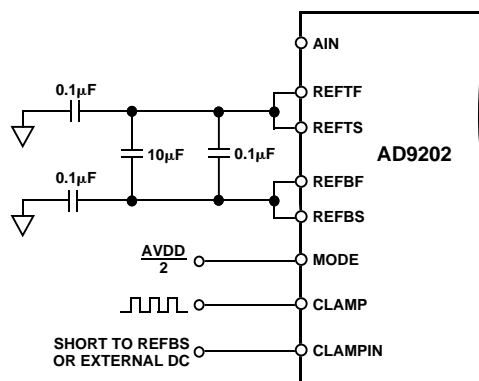 AIN
0.1µF
REFTF
REFTS
10µF
0.1µF
AD9202
0.1µF
REFBF
REFBS
AVDD
2
MODE
CLAMP
SHORT TO REFBS
OR EXTERNAL DC
CLAMPIN